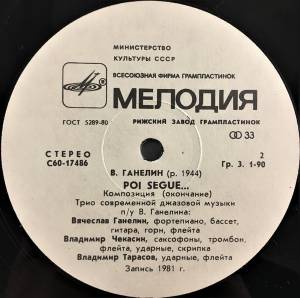 МИНИСТЕРСТВО
КУЛЬТУРЫ СССР
ВСЕСОЮЗНАЯ ФИРМА ГРАМПЛАСТИНОК
МЕЛОДИЯ
ГОСТ 5289-80 РИЖСКИЙ ЗАВОД ГРАМПЛАСТИНОК
33
СТЕРЕО 2
С60-17486 Гр. 3. 1-90
В. ГАНЕЛИН (р. 1944)
POI SEGUE...
Композиция (окончание)
Трио современной джазовой музыки
п/у В. Ганелина:
Вячеслав Ганелин, фортепиано, бассет,
гитара, горн, флейта
Владимир Чекасин, саксофоны, тромбон,
флейта, ударные, скрипка
Владимир Тарасов, ударные, флейта
Запись 1981 г.